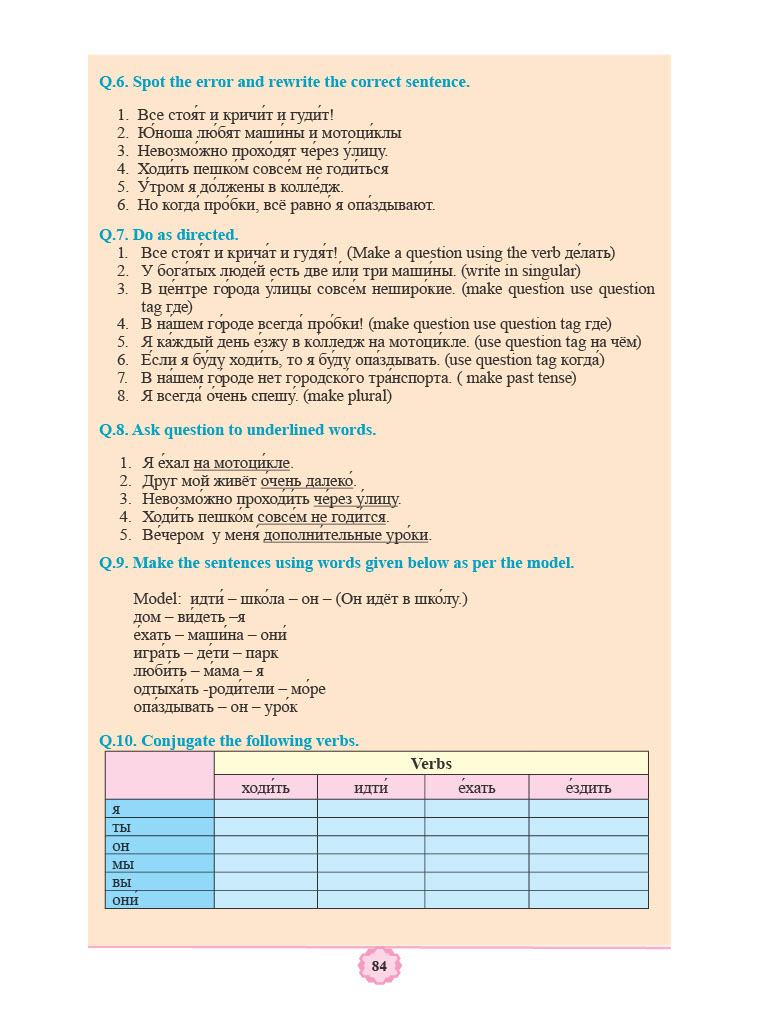 Q.6. Spot the error and rewrite the correct sentence.
1. Все стоя́т и кричи́т и гуди́т!
2. Ю́ноша лю́бят маши́ны и мотоци́клы
3. Невозмо́жно прохо́дят че́рез у́лицу.
4. Ходи́ть пешко́м совсе́м не годи́ться
5. У́тром я до́лжены в колле́дж.
6. Но когда́ про́бки, всё равно́ я опа́здывают.
Q.7. Do as directed.
1. Все стоя́т и крича́т и гудя́т! (Make a question using the verb де́лать)
2. У бога́тых люде́й есть две и́ли три маши́ны. (write in singular)
3. В це́нтре го́рода у́лицы совсе́м неширо́кие. (make question use question
tag где)
4. В на́шем го́роде всегда́ про́бки! (make question use question tag где)
5. Я ка́ждый день е́зжу в ко́лледж на мотоци́кле. (use question tag на чём)
6. Е́сли я бу́ду ходи́ть, то я бу́ду опа́здывать. (use question tag когда́)
7. В на́шем го́роде нет городско́го тра́нспорта. ( make past tense)
8. Я всегда́ о́чень спешу́. (make plural)
Q.8. Ask question to underlined words.
1. Я е́хал на мотоци́кле.
2. Друг мой живёт о́чень далеко́.
3. Невозмо́жно проходи́ть че́рез у́лицу.
4. Ходи́ть пешко́м совсе́м не годи́тся.
5. Ве́чером у меня́ дополни́тельные уро́ки.
Q.9. Make the sentences using words given below as per the model.
Model: идти́ – шко́ла – он – (Он идёт в шко́лу.)
дом – ви́деть –я
е́хать – маши́на – они́
игра́ть – де́ти – парк
люби́ть – ма́ма – я
одтыха́ть -роди́тели – мо́ре
опа́здывать – он – уро́к
Q.10. Conjugate the following verbs.
Verbs
ходи́ть идти́ е́хать е́здить
я
ты
он
мы
вы
они́
84